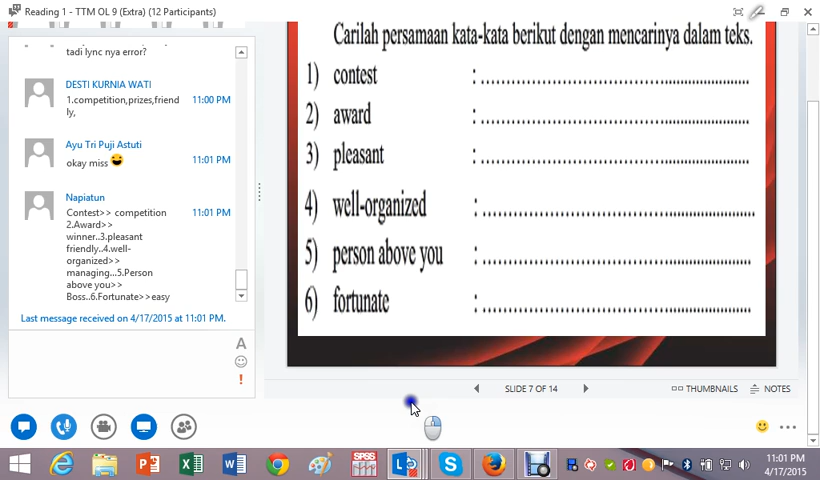 Reading 1 - TTM OL 9 (Extra) (12 Participants)
tadi lync nya error?
DESTI KURNIA WATI
1.competition,prizes,friend
ly,
11:00 PM
Ayu Tri Puji Astuti
okay miss
11:01 PM
Napiatun
Contest>> competition
2.Award>>
winner..3.pleasant
friendly..4.well-
organized>>
managing...5.Person
above you>>
Boss..6.Fortunate>>easy
11:01 PM
Last message received on 4/17/2015 at 11:01 PM.
A
!
Carilah persamaan kata-kata berikut dengan mencarinya dalam teks.
1) contest : ................................................
2) award : ................................................
3) pleasant : ................................................
4) well-organized : ................................................
5) person above you : ................................................
6) fortunate : ................................................
SLIDE 7 OF 14
THUMBNAILS
NOTES
SPSS
11:01 PM
4/17/2015